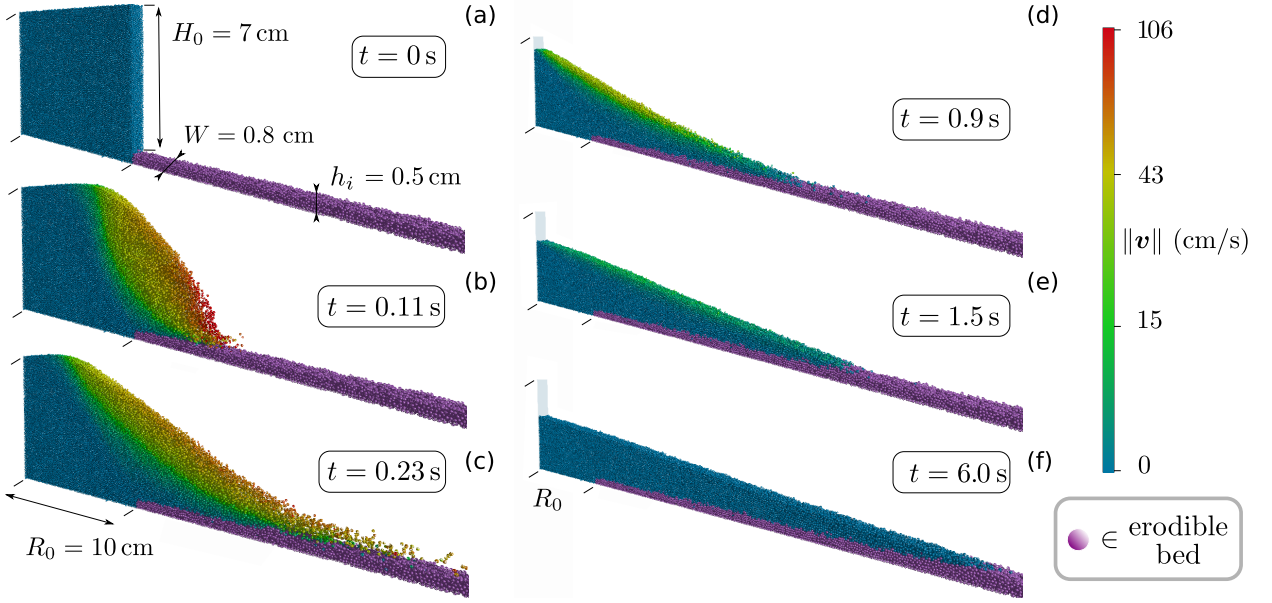 (a)
H₀ = 7 cm
t = 0 s
W = 0.8 cm
hᵢ = 0.5 cm
(b)
t = 0.11 s
(c)
t = 0.23 s
R₀ = 10 cm
(d)
t = 0.9 s
(e)
t = 1.5 s
(f)
t = 6.0 s
R₀
106
43
‖v‖ (cm/s)
15
0
∈ erodible
bed